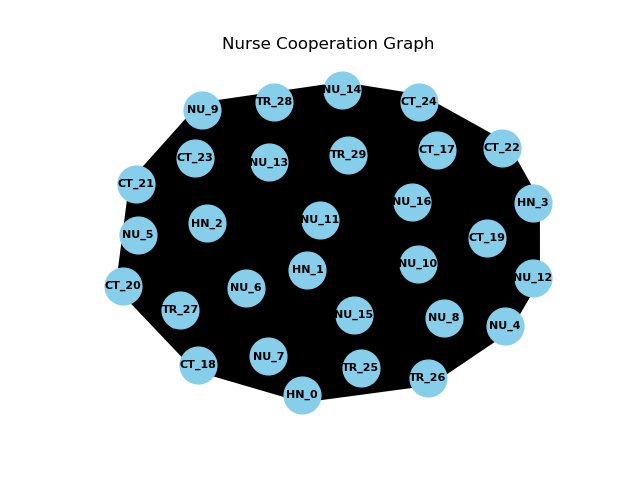 Nurse Cooperation Graph
NU_14
TR_28
CT_24
NU_9
CT_22
CT_17
TR_29
CT_23
NU_13
CT_21
NU_16
HN_3
NU_11
HN_2
NU_5
CT_19
NU_10
HN_1
NU_12
CT_20
NU_6
TR_27
NU_15
NU_8
NU_4
NU_7
CT_18
TR_25
TR_26
HN_0